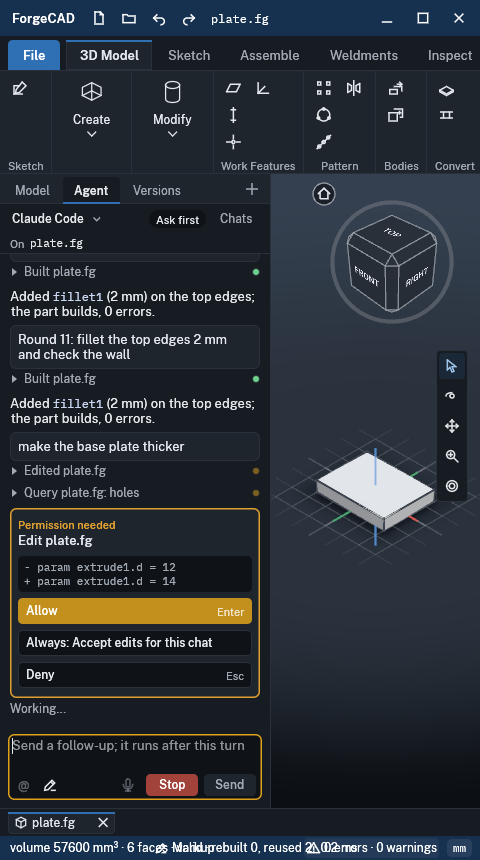 ForgeCAD
plate.fg
File
3D Model
Sketch
Assemble
Weldments
Inspect
Create
Modify
Sketch
Work Features
Pattern
Bodies
Convert
Model
Agent
Versions
Claude Code
Ask first
Chats
On plate.fg
Built plate.fg
Added fillet1 (2 mm) on the top edges;
the part builds, 0 errors.
Round 11: fillet the top edges 2 mm
and check the wall
Built plate.fg
Added fillet1 (2 mm) on the top edges;
the part builds, 0 errors.
make the base plate thicker
Edited plate.fg
Query plate.fg: holes
Permission needed
Edit plate.fg
- param extrude1.d = 12
+ param extrude1.d = 14
Allow
Enter
Always: Accept edits for this chat
Deny
Esc
Working...
Send a follow-up; it runs after this turn
@
Stop
Send
TOP
FRONT
RIGHT
plate.fg
volume 57600 mm³ · 6 faces · rebuilt 0, reused 2 · errors · 0 warnings
mm